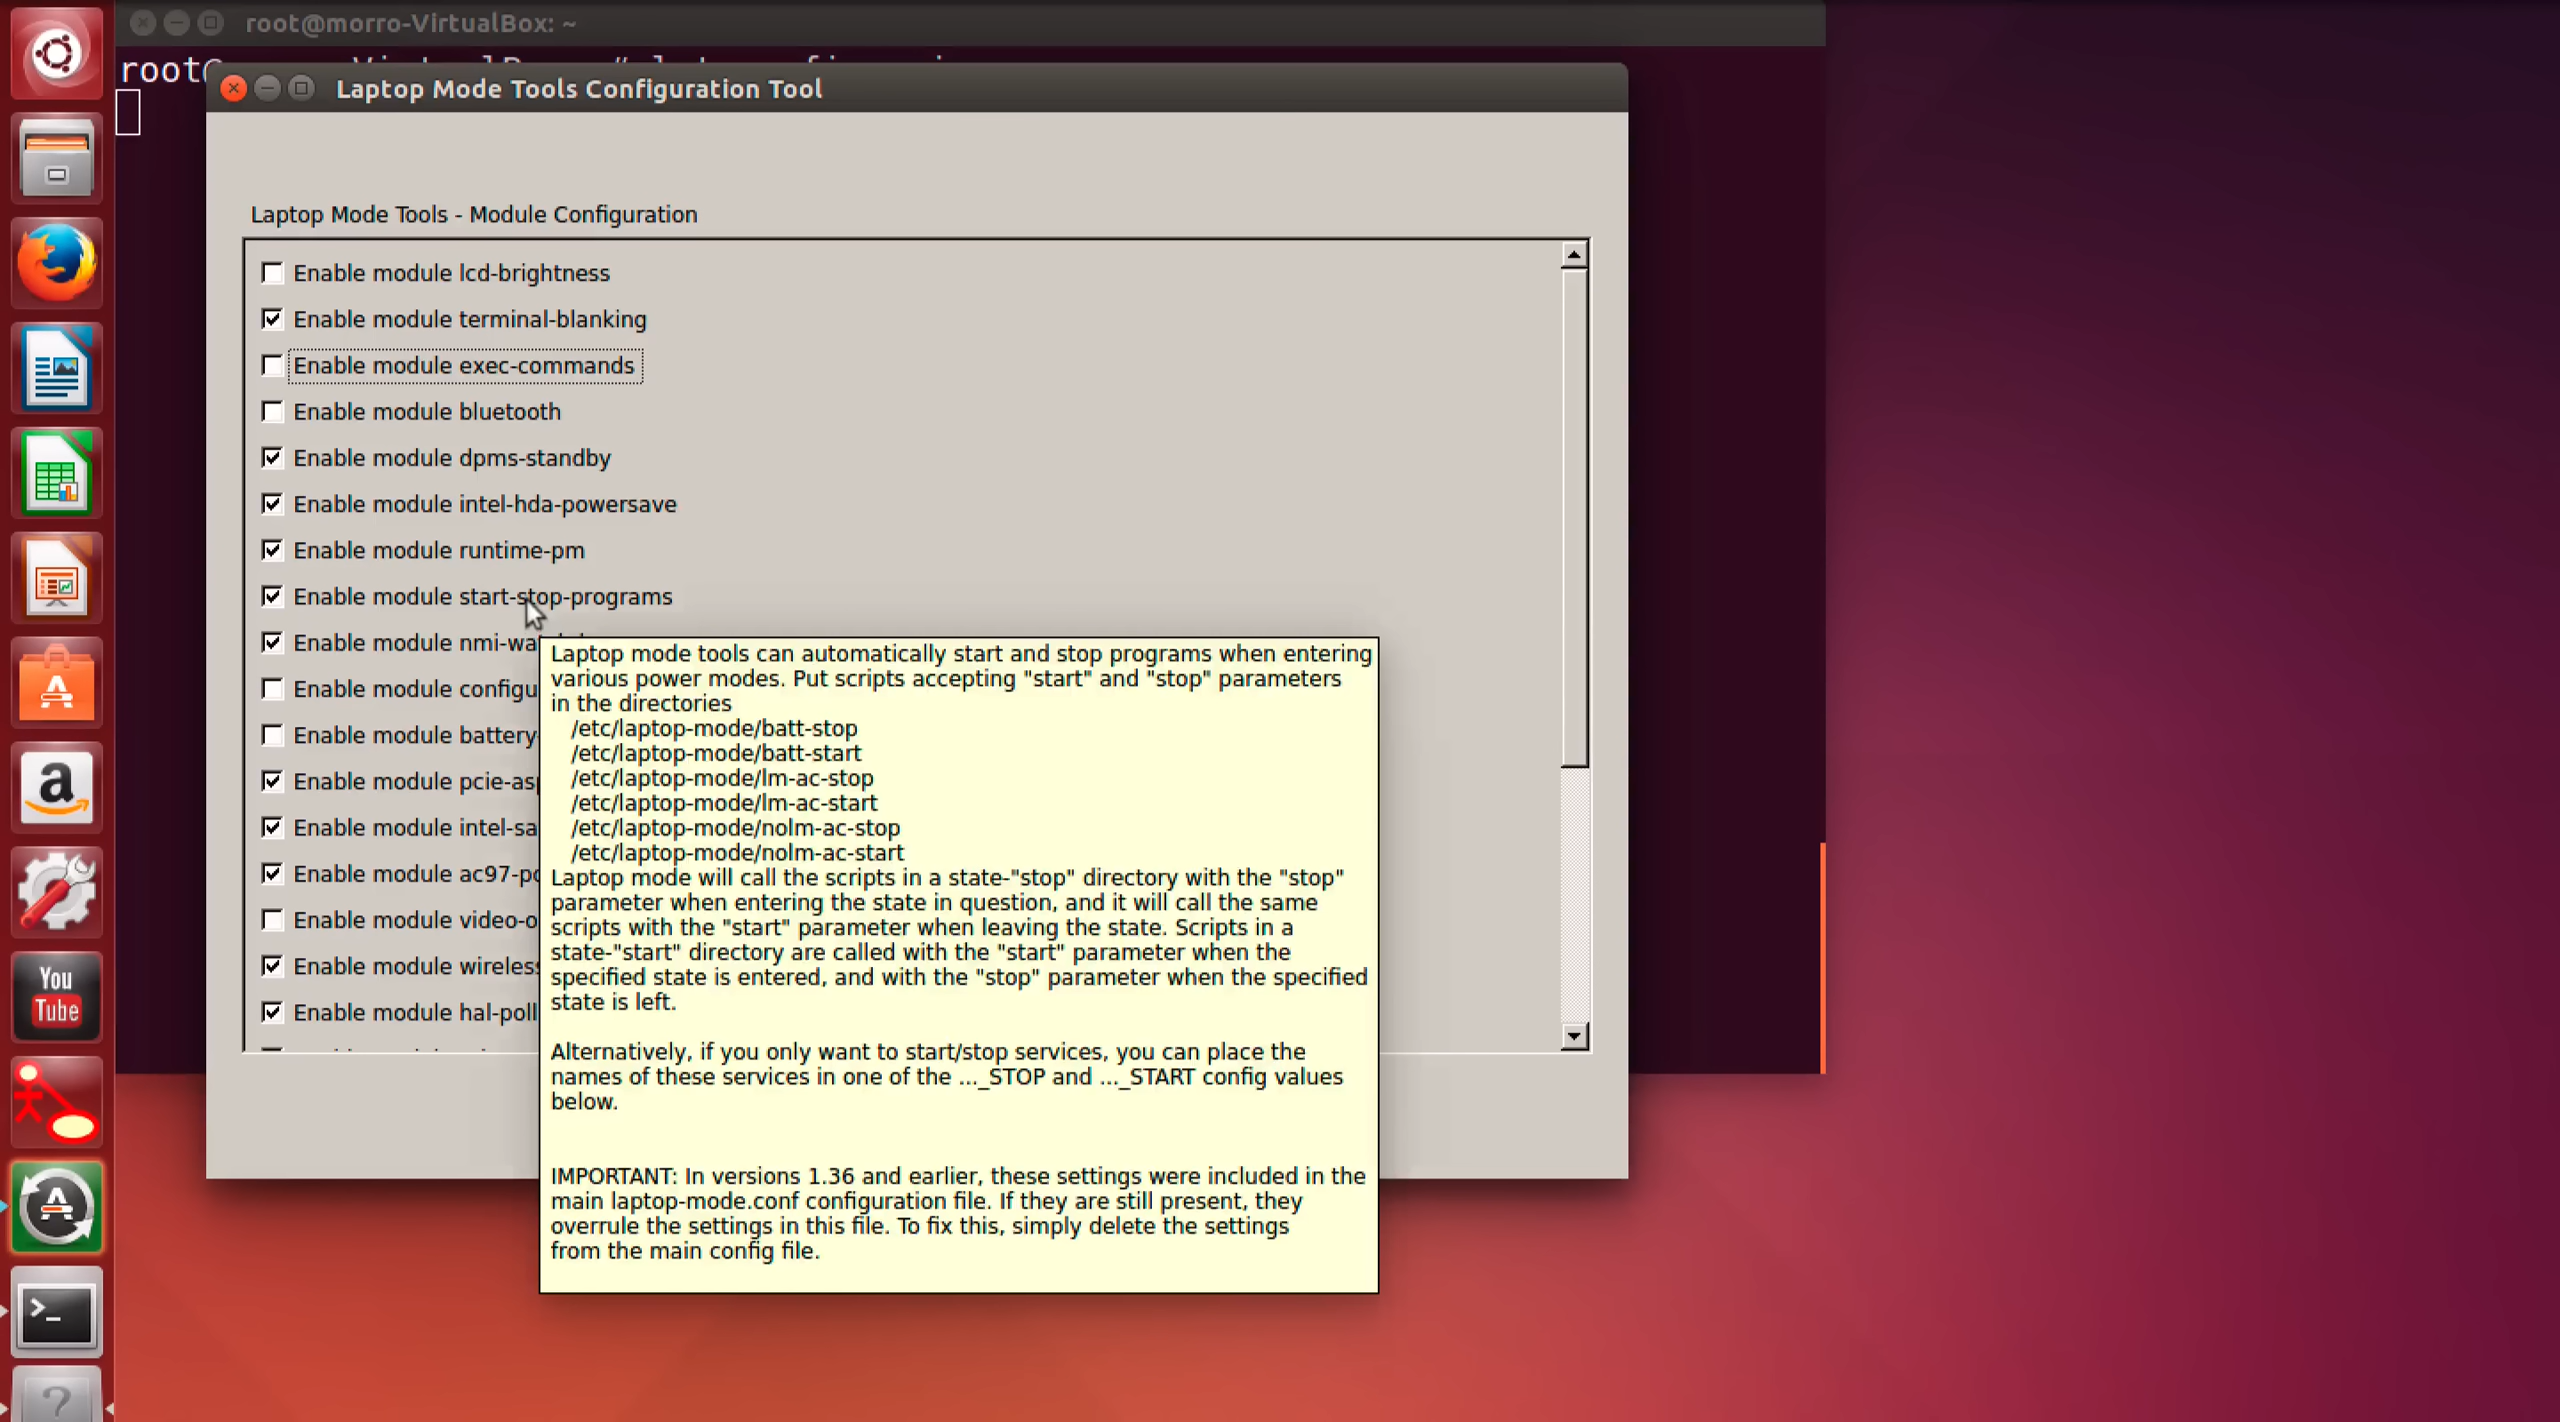 root@morro-VirtualBox: ~
root@
Laptop Mode Tools Configuration Tool
Laptop Mode Tools - Module Configuration
Enable module lcd-brightness
Enable module terminal-blanking
Enable module exec-commands
Enable module bluetooth
Enable module dpms-standby
Enable module intel-hda-powersave
Enable module runtime-pm
Enable module start-stop-programs
Enable module nmi-wa
Enable module configu
Enable module battery-
Enable module pcie-asp
Enable module intel-sa
Enable module ac97-po
Enable module video-o
Enable module wireless
Enable module hal-poll
Laptop mode tools can automatically start and stop programs when entering
various power modes. Put scripts accepting "start" and "stop" parameters
in the directories
/etc/laptop-mode/batt-stop
/etc/laptop-mode/batt-start
/etc/laptop-mode/lm-ac-stop
/etc/laptop-mode/lm-ac-start
/etc/laptop-mode/nolm-ac-stop
/etc/laptop-mode/nolm-ac-start
Laptop mode will call the scripts in a state-"stop" directory with the "stop"
parameter when entering the state in question, and it will call the same
scripts with the "start" parameter when leaving the state. Scripts in a
state-"start" directory are called with the "start" parameter when the
specified state is entered, and with the "stop" parameter when the specified
state is left.
Alternatively, if you only want to start/stop services, you can place the
names of these services in one of the ..._STOP and ..._START config values
below.
IMPORTANT: In versions 1.36 and earlier, these settings were included in the
main laptop-mode.conf configuration file. If they are still present, they
overrule the settings in this file. To fix this, simply delete the settings
from the main config file.
a
You
Tube
>_
?